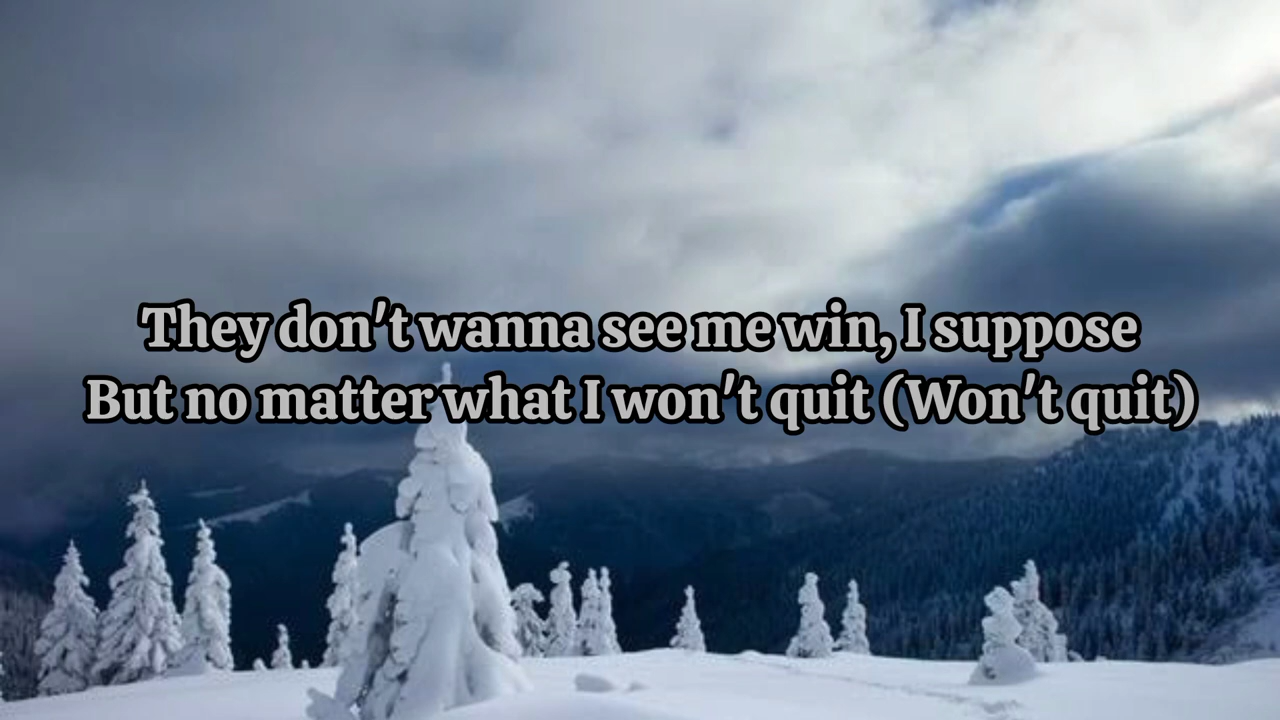 They don't wanna see me win, I suppose
But no matter what I won't quit (Won't quit)